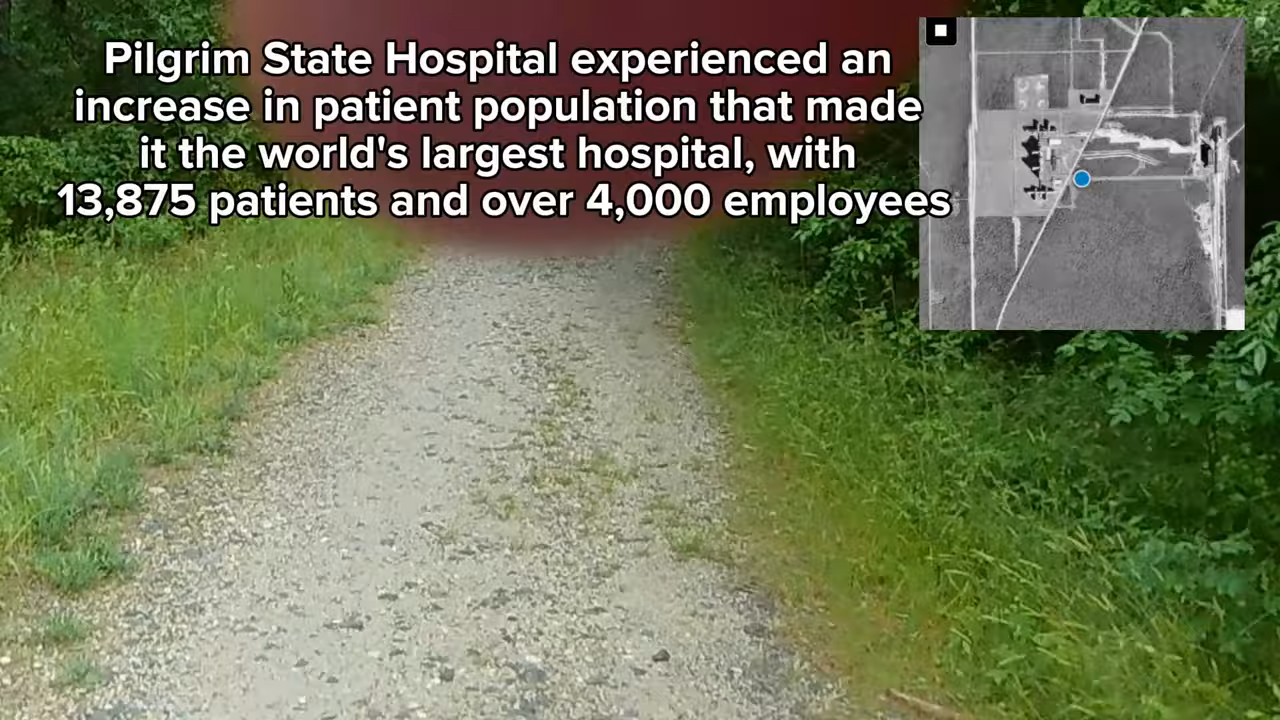 Pilgrim State Hospital experienced an
increase in patient population that made
it the world's largest hospital, with
13,875 patients and over 4,000 employees